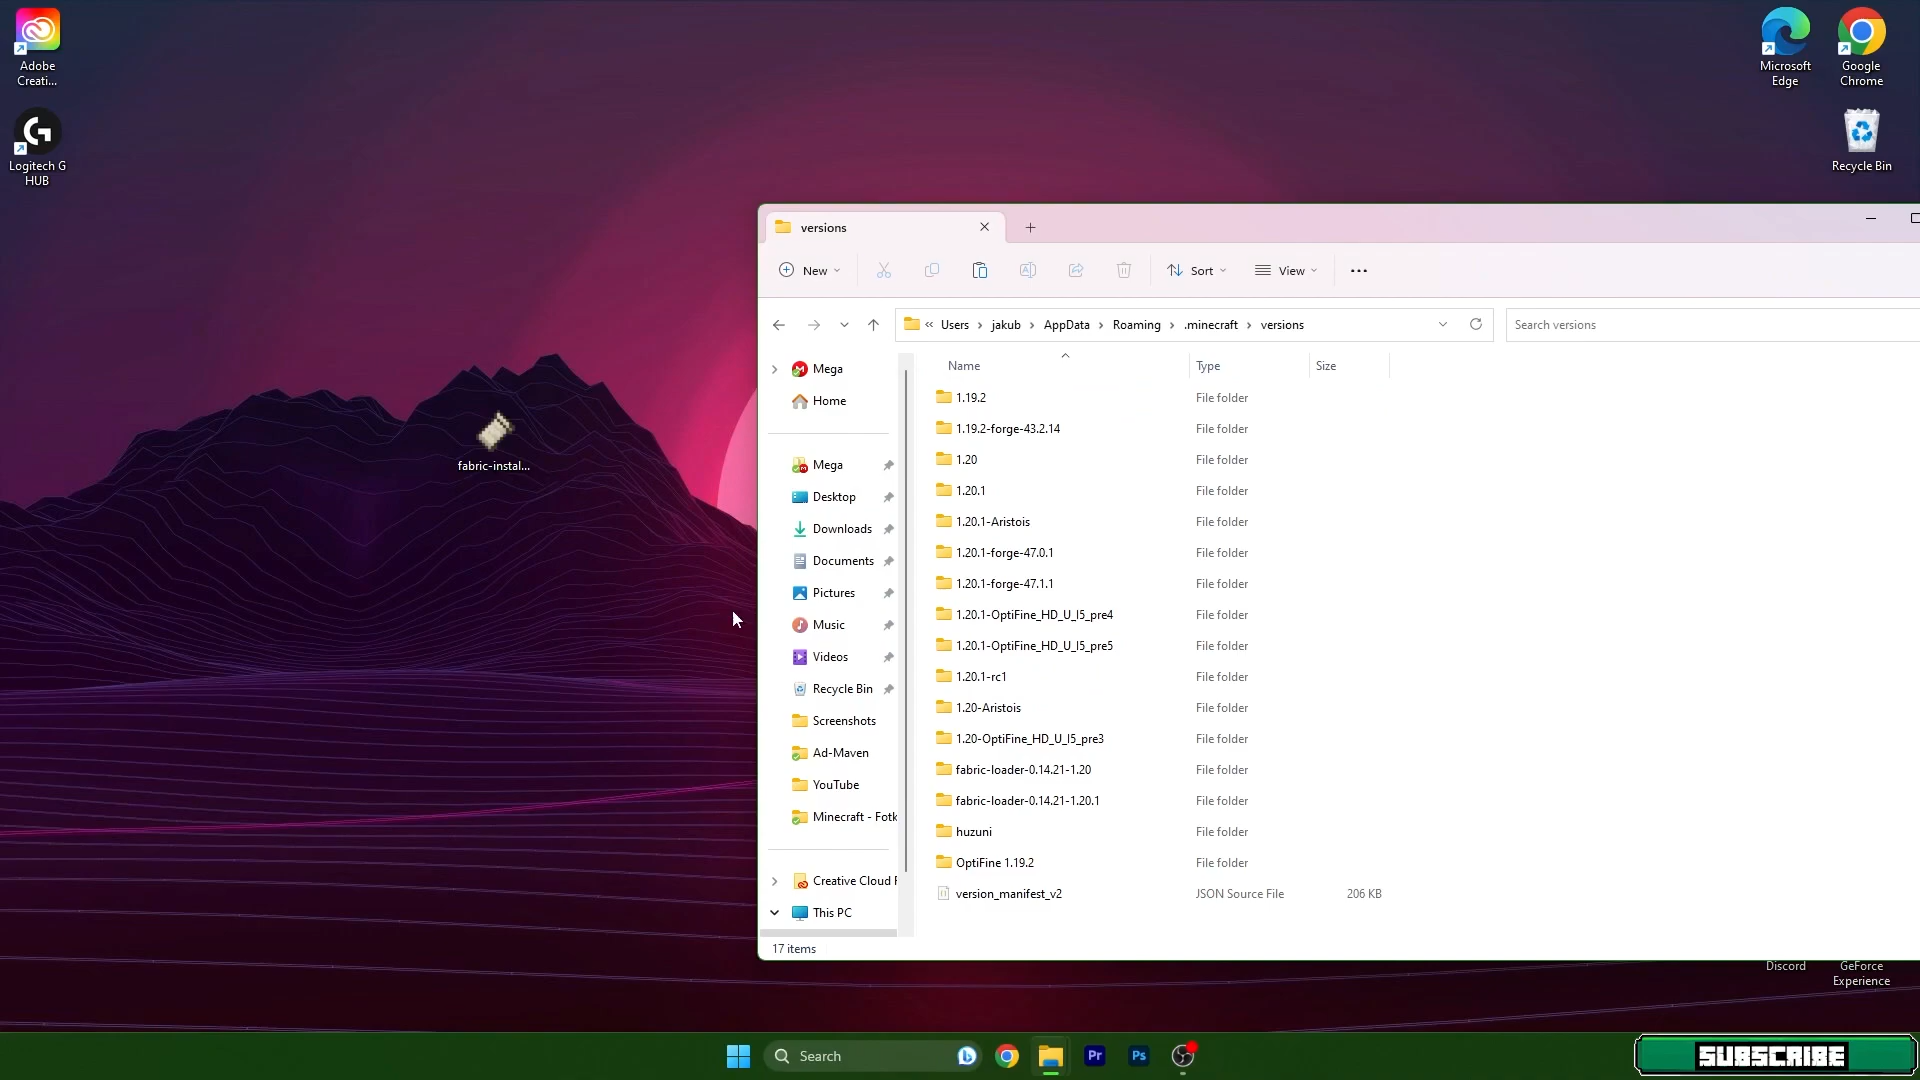 Adobe
Creati...
Logitech G
HUB
Microsoft
Edge
Google
Chrome
Recycle Bin
fabric-instal...
versions
New
Sort
View
« Users > jakub > AppData > Roaming > .minecraft > versions
Search versions
Name
Type
Size
Mega
Home
Mega
Desktop
Downloads
Documents
Pictures
Music
Videos
Recycle Bin
Screenshots
Ad-Maven
YouTube
Minecraft - Fotk
Creative Cloud F
This PC
1.19.2 File folder
1.19.2-forge-43.2.14 File folder
1.20 File folder
1.20.1 File folder
1.20.1-Aristois File folder
1.20.1-forge-47.0.1 File folder
1.20.1-forge-47.1.1 File folder
1.20.1-OptiFine_HD_U_I5_pre4 File folder
1.20.1-OptiFine_HD_U_I5_pre5 File folder
1.20.1-rc1 File folder
1.20-Aristois File folder
1.20-OptiFine_HD_U_I5_pre3 File folder
fabric-loader-0.14.21-1.20 File folder
fabric-loader-0.14.21-1.20.1 File folder
huzuni File folder
OptiFine 1.19.2 File folder
version_manifest_v2 JSON Source File 206 KB
17 items
Discord
GeForce
Experience
Search
Pr
Ps
SUBSCRIBE